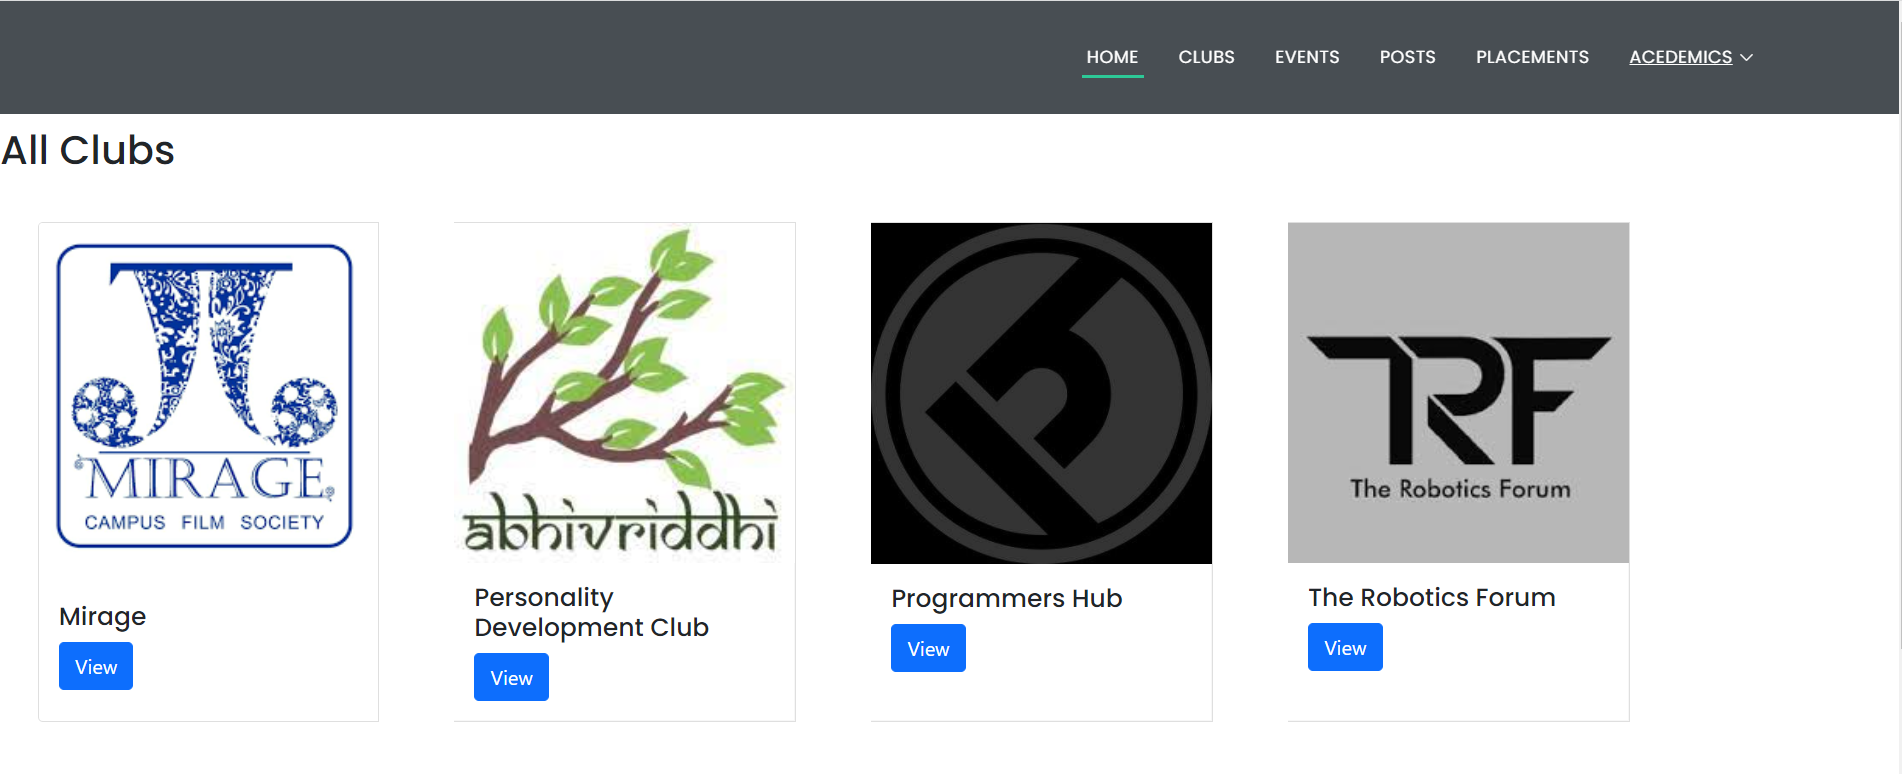 HOME CLUBS EVENTS POSTS PLACEMENTS ACEDEMICS
All Clubs
MIRAGE
CAMPUS FILM SOCIETY
Mirage
View
abhivriddhi
Personality
Development Club
View
Programmers Hub
View
TRF
The Robotics Forum
The Robotics Forum
View